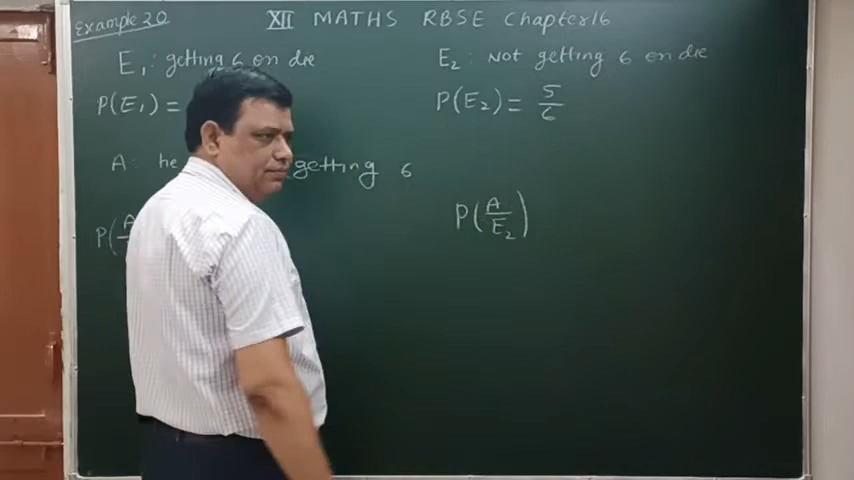 Example 20
XII MATHS RBSE Chapter16
E₁: getting 6 on die
E₂: Not getting 6 on die
P(E₁) =
P(E₂) = 5/6
A: he getting 6
P(A
P(A/E₂)